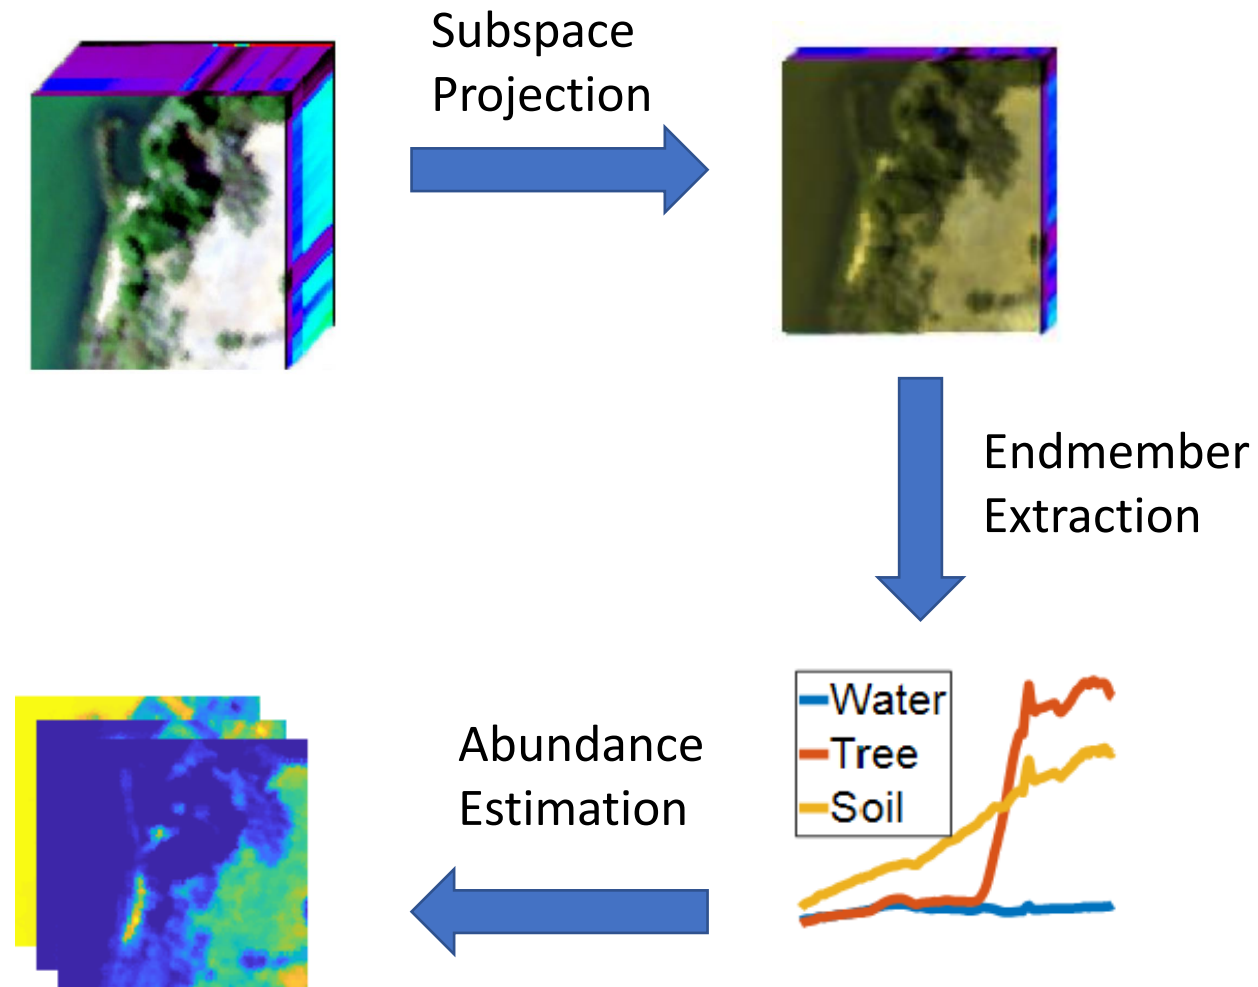 Subspace
Projection
Endmember
Extraction
Water
Tree
Soil
Abundance
Estimation